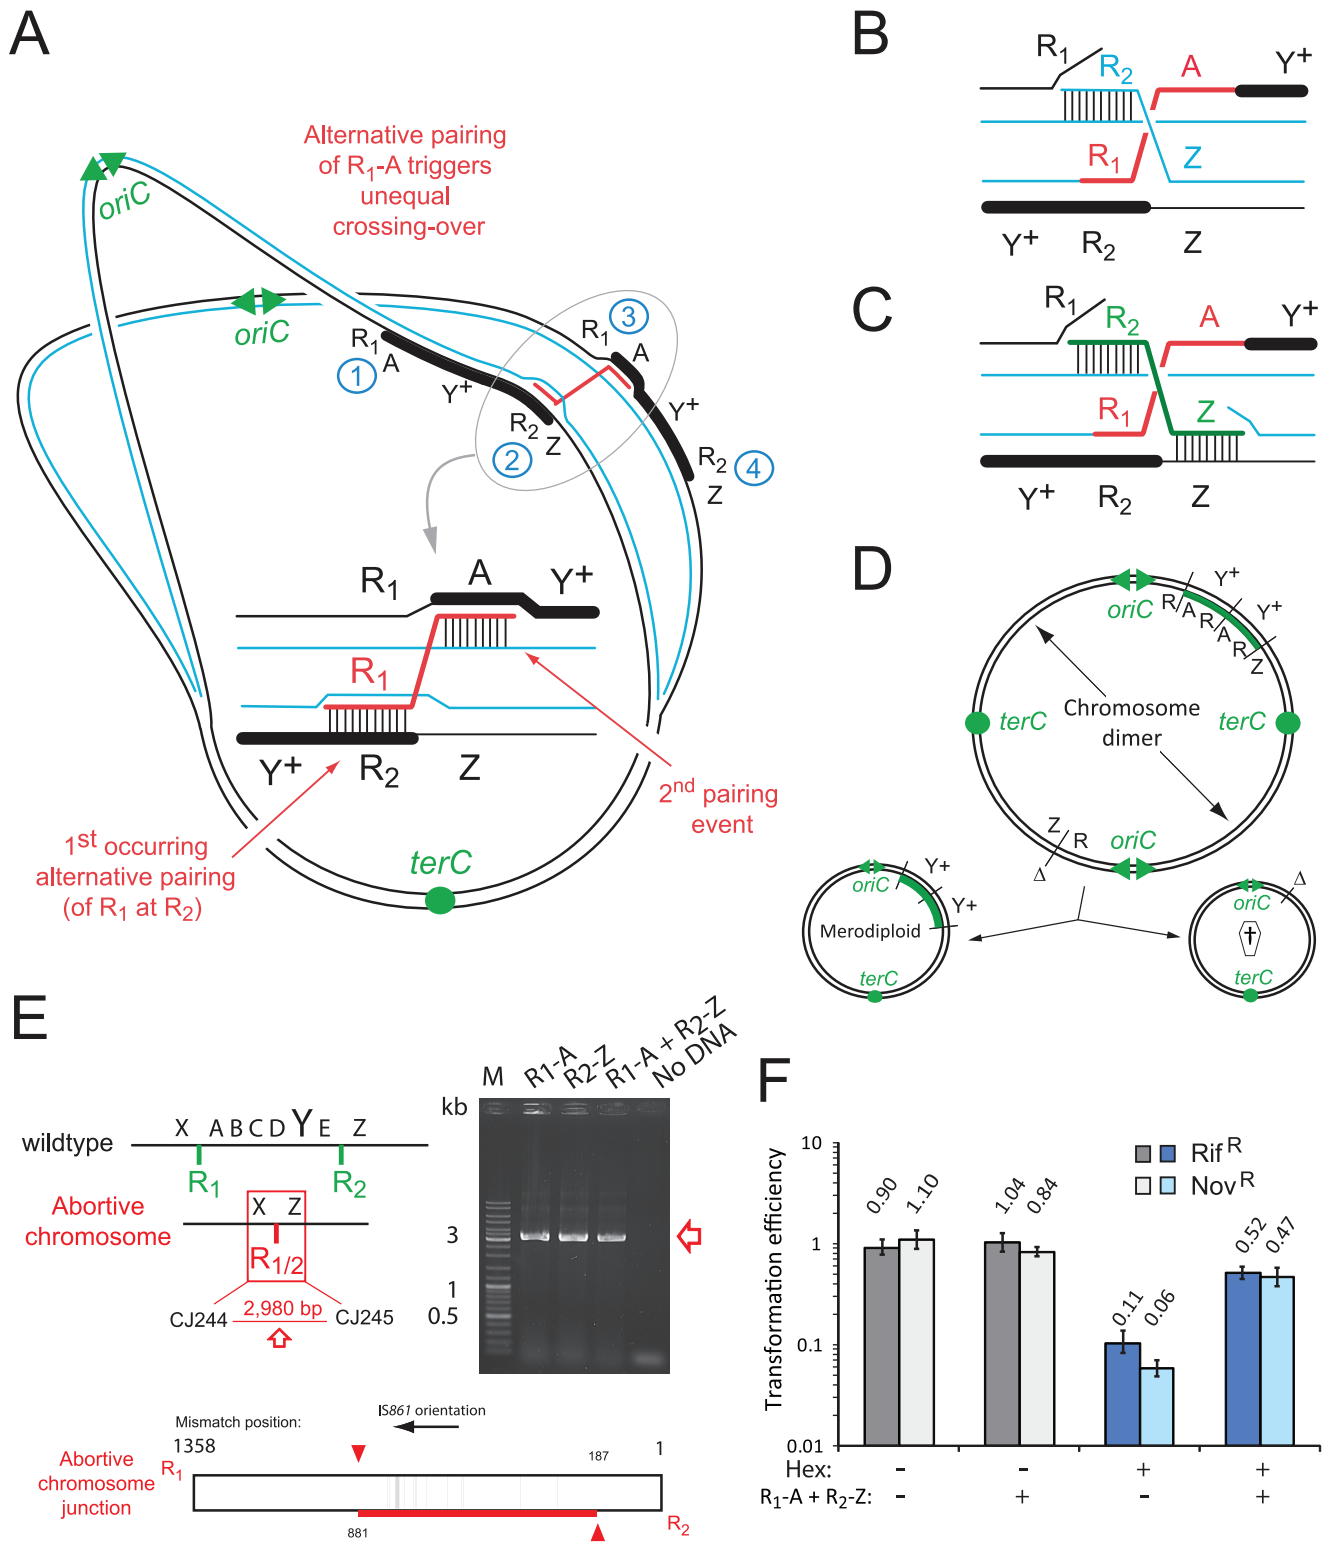 A
Alternative pairing
of R1-A triggers
unequal
crossing-over
oriC
oriC
R1
A
1
Y+
R2
Z
2
R1
3
A
Y+
R2
4
Z
R1
A
Y+
R1
Y+
R2
Z
1st occurring
alternative pairing
(of R1 at R2)
2nd pairing
event
terC
B
R1
R2
A
Y+
R1
Z
Y+
R2
Z
C
R1
R2
A
Y+
R1
Z
Y+
R2
Z
D
oriC
R
A
R
A
R
Z
Y+
Y+
terC
terC
Chromosome
dimer
Z
R
Δ
oriC
oriC
Y+
Y+
Merodiploid
terC
oriC
Δ
†
terC
E
wildtype
X A B C D Y E Z
R1
R2
Abortive
chromosome
X Z
R1/2
CJ244
2,980 bp
CJ245
kb
M
R1-A
R2-Z
R1-A + R2-Z
No DNA
3
1
0.5
Mismatch position:
IS861 orientation
1358
187
1
R1
Abortive
chromosome
junction
881
R2
F
Transformation efficiency
10
1
0.1
0.01
Rif R
Nov R
0.90
1.10
1.04
0.84
0.11
0.06
0.52
0.47
Hex: - - + +
R1-A + R2-Z: - + - +